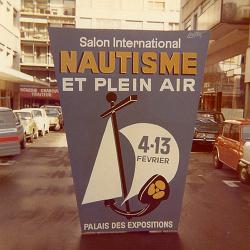 Salon International
NAUTISME
ET PLEIN AIR
4-13
FÉVRIER
PALAIS DES EXPOSITIONS